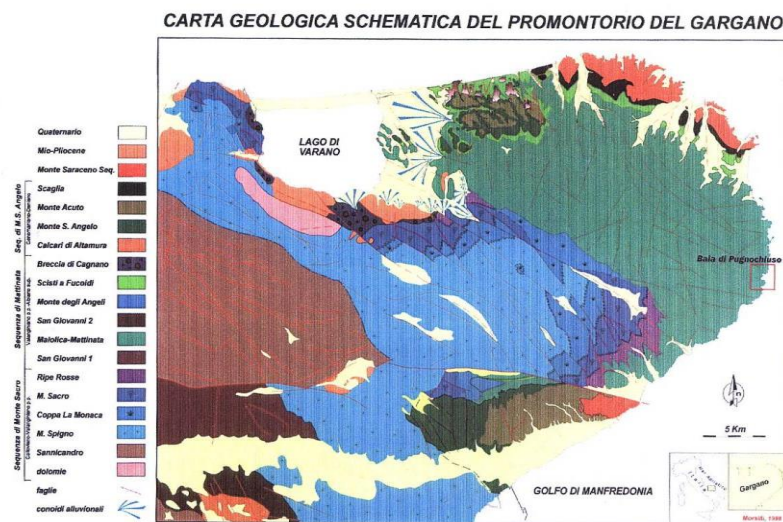 CARTA GEOLOGICA SCHEMATICA DEL PROMONTORIO DEL GARGANO
LAGO DI
VARANO
Baia di Pugnochiuso
Quaternario
Mio-Pliocene
Monte Saraceno Seq.
Scaglia
Monte Acuto
Monte S. Angelo
Calcari di Altamura
Breccia di Cagnano
Scisti a Fucoidi
Monte degli Angeli
San Giovanni 2
Maiolica-Mattinata
San Giovanni 1
Ripe Rosse
M. Sacro
Coppa La Monaca
M. Spigno
Sannicandro
dolomie
faglie
conoidi alluvionali
Seq. di M.S. Angelo
Sequenza di Mattinata
Sequenza di Monte Sacro
n
5 Km
GOLFO DI MANFREDONIA
Mar Adriatico
Italia
Gargano